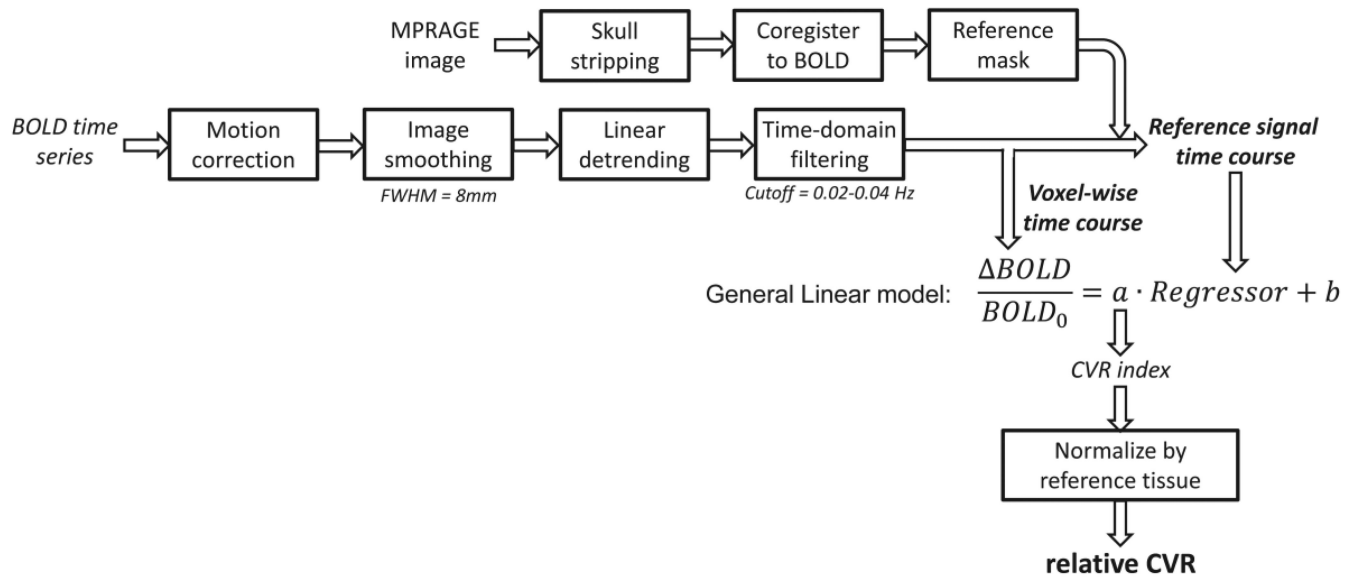 MPRAGE
image
Skull
stripping
Coregister
to BOLD
Reference
mask
BOLD time
series
Motion
correction
Image
smoothing
FWHM = 8mm
Linear
detrending
Time-domain
filtering
Cutoff = 0.02-0.04 Hz
Reference signal
time course
Voxel-wise
time course
General Linear model:
ΔBOLD
BOLD₀
= a · Regressor + b
CVR index
Normalize by
reference tissue
relative CVR